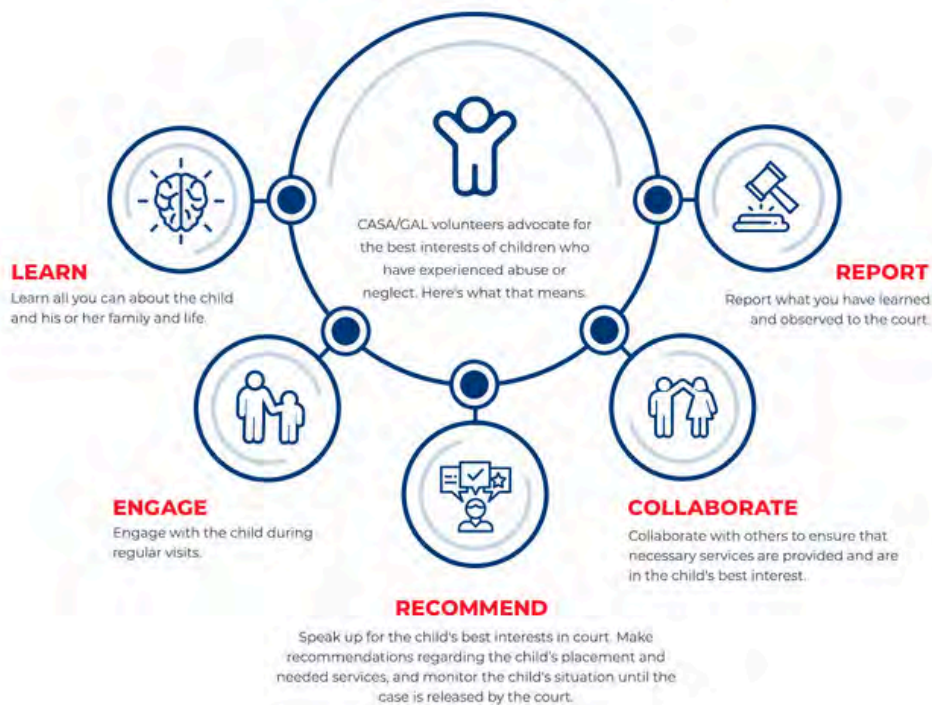 CASA/GAL volunteers advocate for
the best interests of children who
have experienced abuse or
neglect. Here's what that means.
LEARN
Learn all you can about the child
and his or her family and life.
ENGAGE
Engage with the child during
regular visits.
RECOMMEND
Speak up for the child's best interests in court. Make
recommendations regarding the child's placement and
needed services, and monitor the child's situation until the
case is released by the court.
COLLABORATE
Collaborate with others to ensure that
necessary services are provided and are
in the child's best interest.
REPORT
Report what you have learned
and observed to the court.